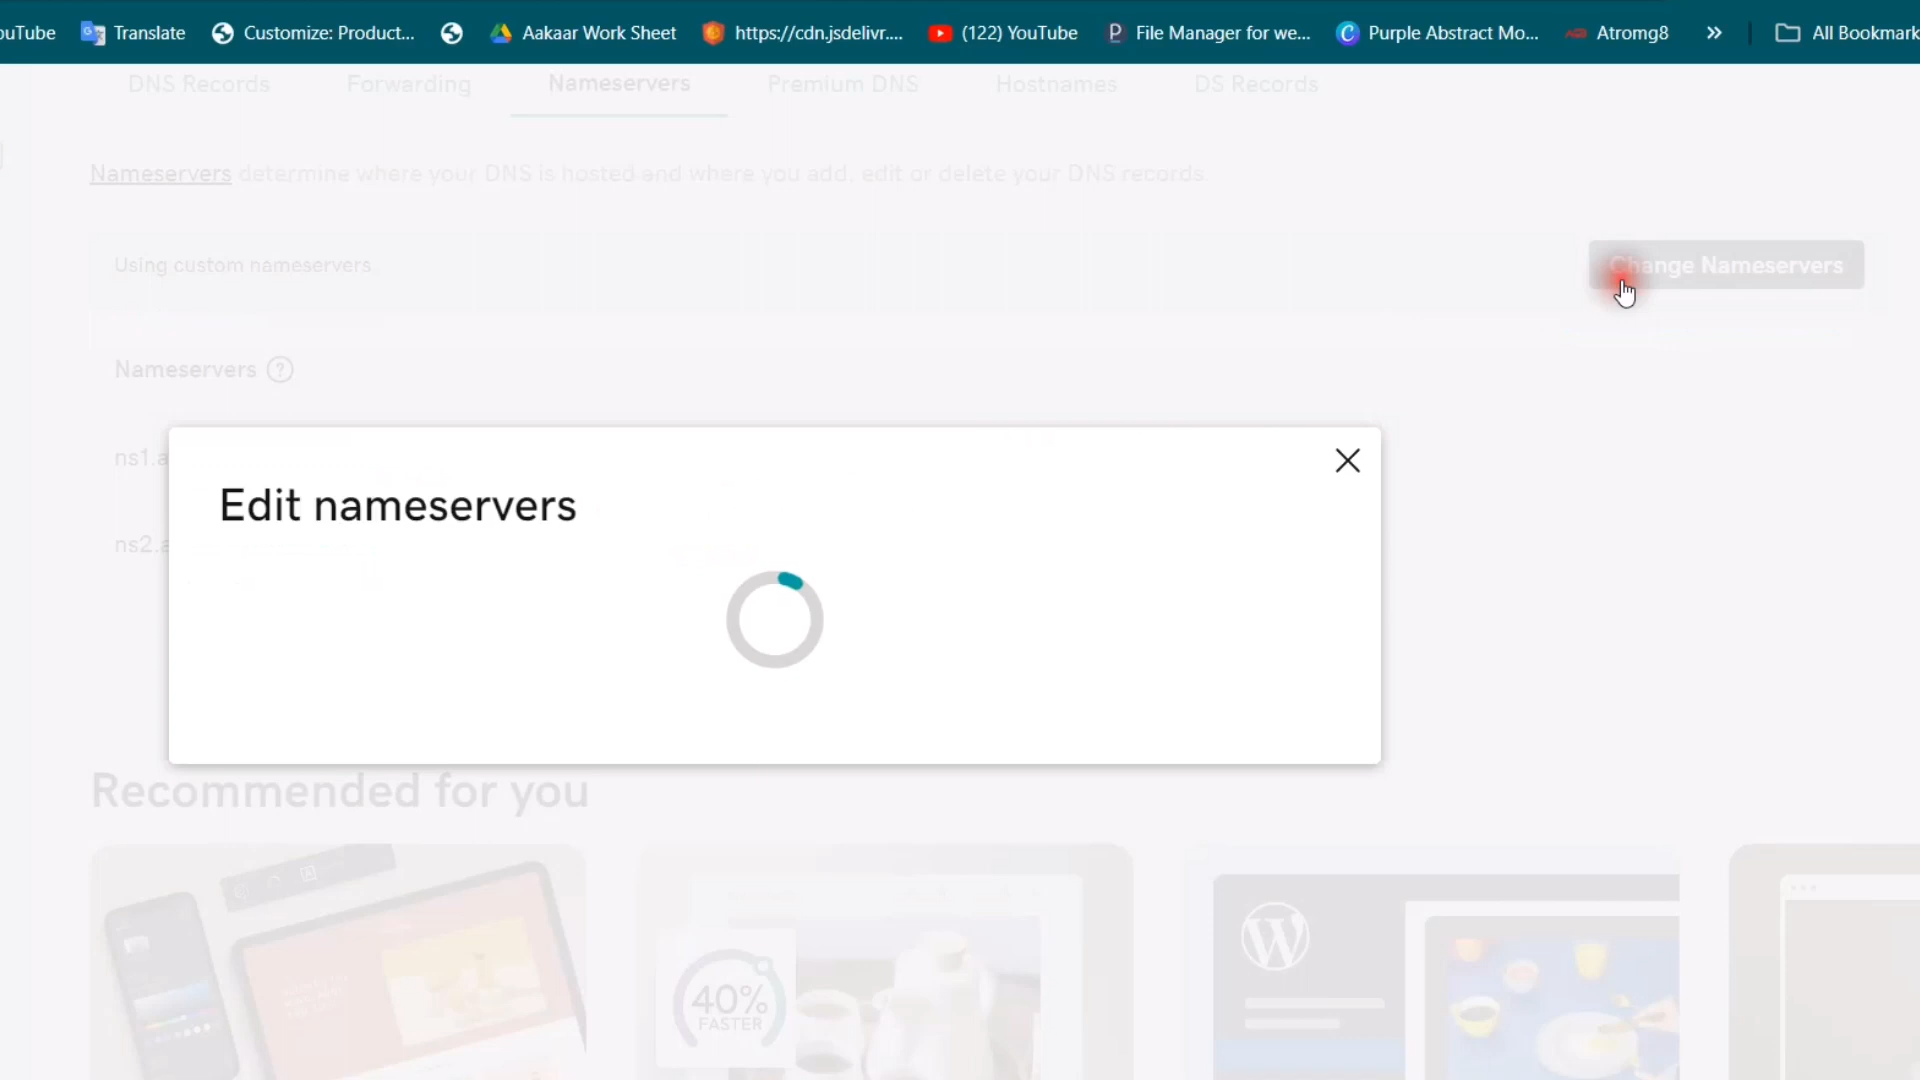 ouTube Translate Customize: Product... Aakaar Work Sheet https://cdn.jsdelivr.... (122) YouTube File Manager for we... Purple Abstract Mo... Atromg8 » All Bookmark
DNS Records Forwarding Nameservers Premium DNS Hostnames DS Records
Nameservers determine where your DNS is hosted and where you add, edit or delete your DNS records.
Using custom nameservers
Change Nameservers
Nameservers ?
ns1.a
Edit nameservers
ns2.a
Recommended for you
40%
FASTER